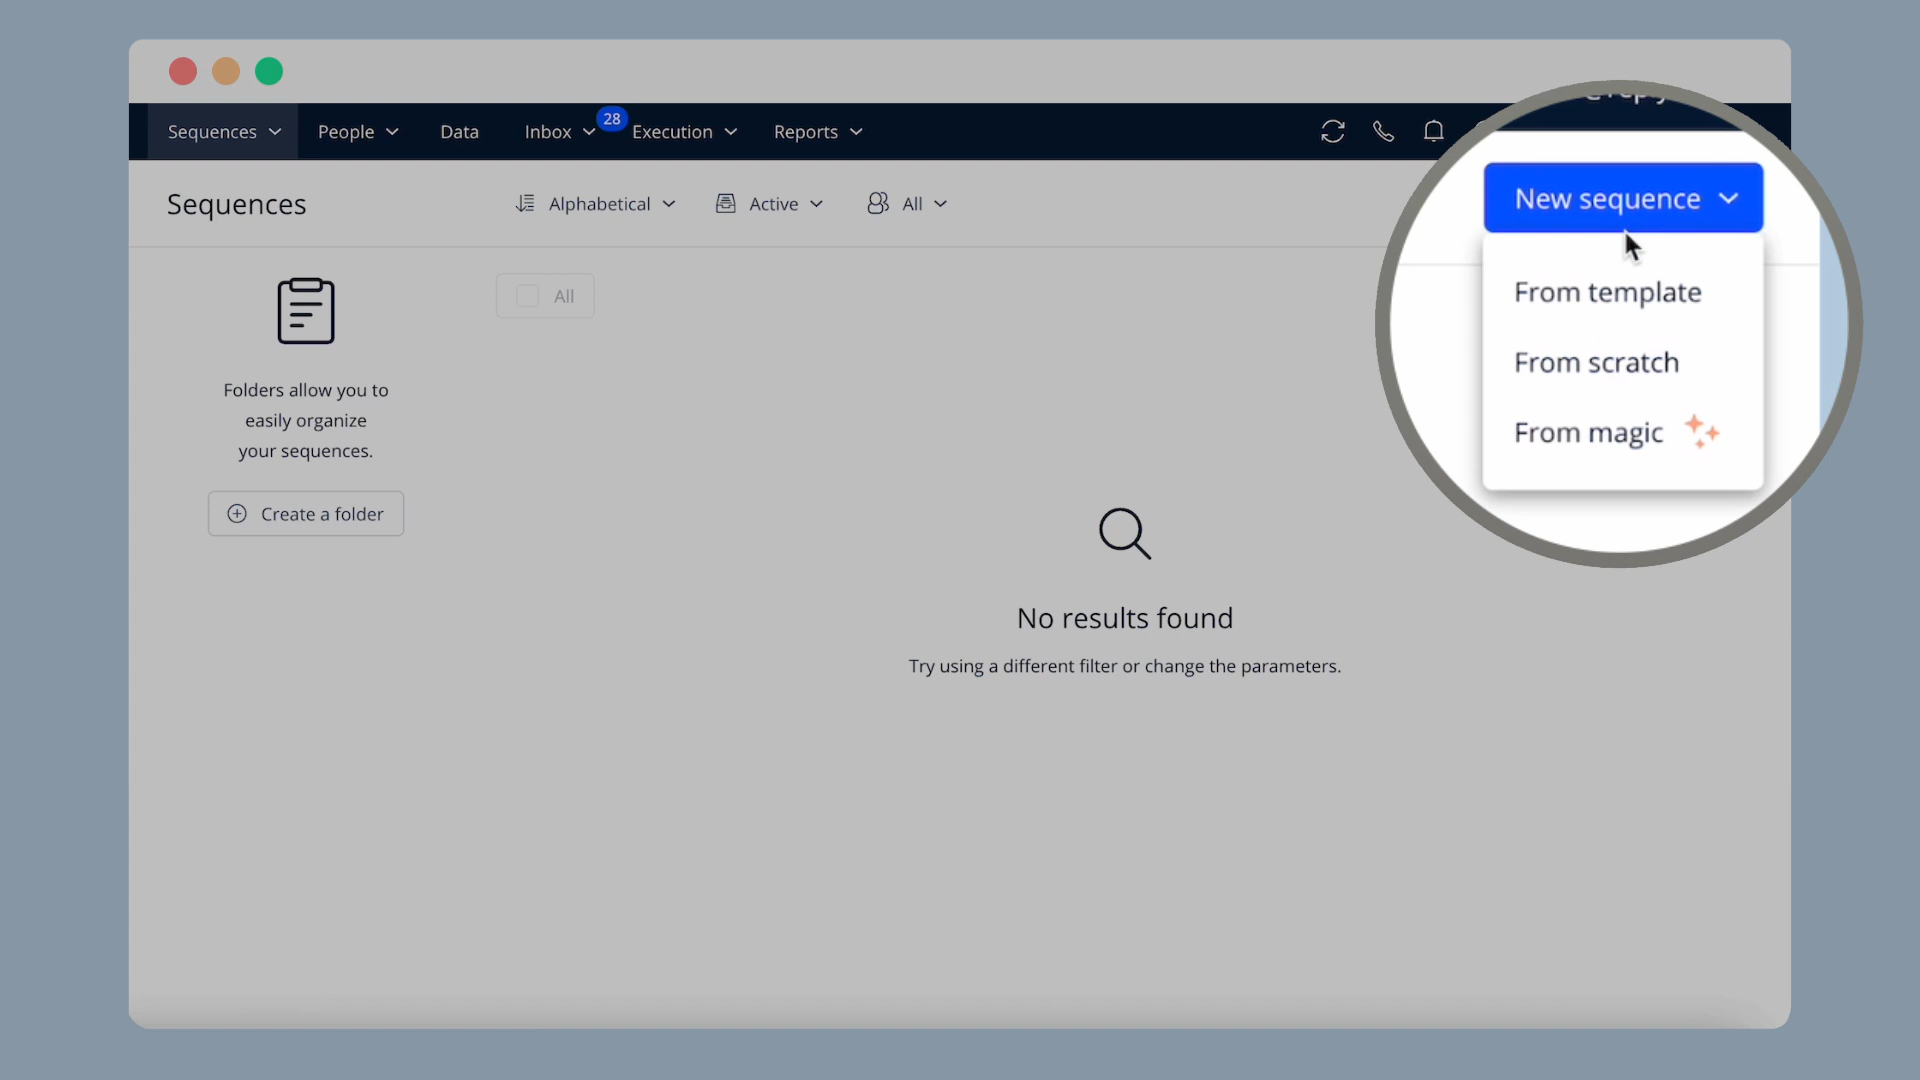 Sequences
People
Data
Inbox
28
Execution
Reports
Sequences
Alphabetical
Active
All
New sequence
From template
From scratch
From magic
Folders allow you to
easily organize
your sequences.
Create a folder
All
No results found
Try using a different filter or change the parameters.